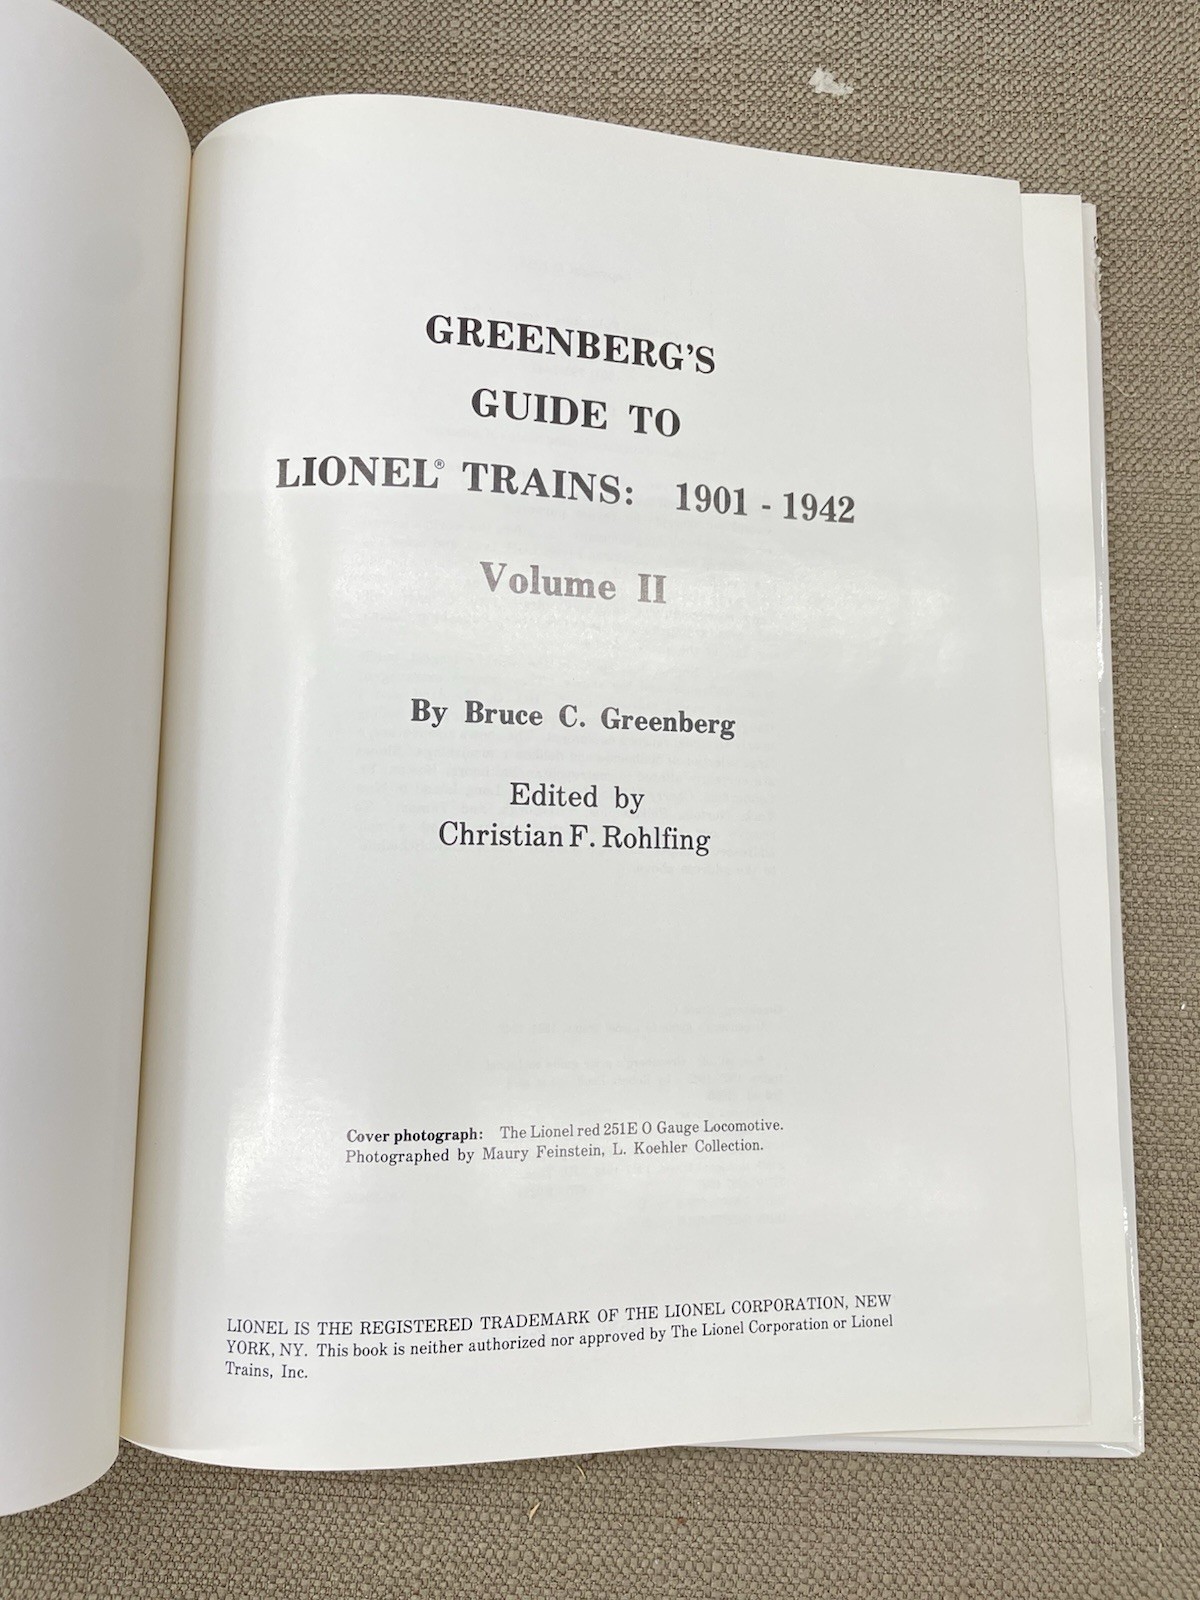 GREENBERG'S
GUIDE TO
LIONEL® TRAINS: 1901 - 1942
Volume II
By Bruce C. Greenberg
Edited by
Christian F. Rohlfing
Cover photograph: The Lionel red 251E O Gauge Locomotive.
Photographed by Maury Feinstein, L. Koehler Collection.
LIONEL IS THE REGISTERED TRADEMARK OF THE LIONEL CORPORATION, NEW
YORK, NY. This book is neither authorized nor approved by The Lionel Corporation or Lionel
Trains, Inc.